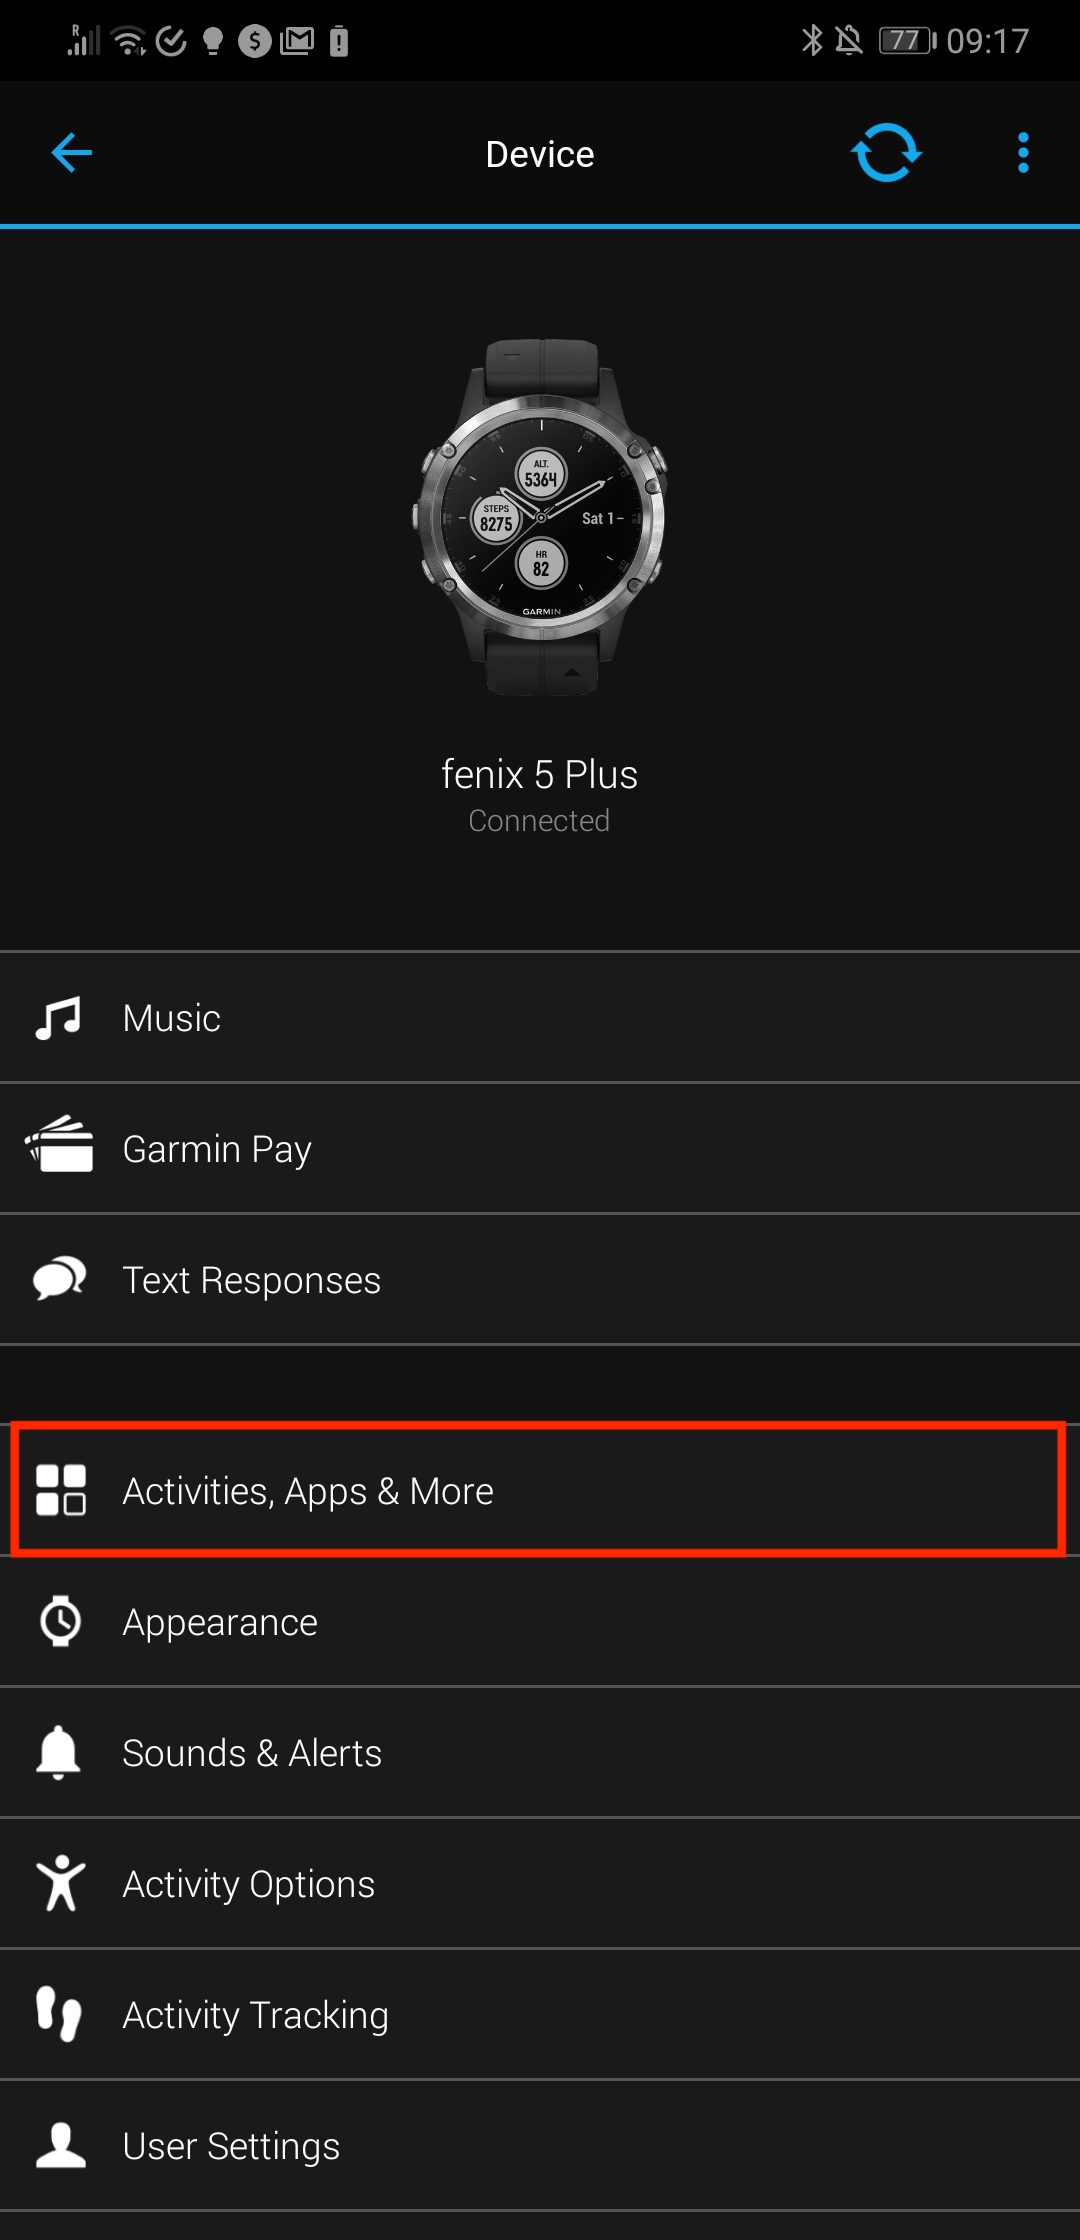 R
77 09:17
Device
ALT.
5364
STEPS
8275
Sat 1
HR
82
GARMIN
fenix 5 Plus
Connected
Music
Garmin Pay
Text Responses
Activities, Apps & More
Appearance
Sounds & Alerts
Activity Options
Activity Tracking
User Settings